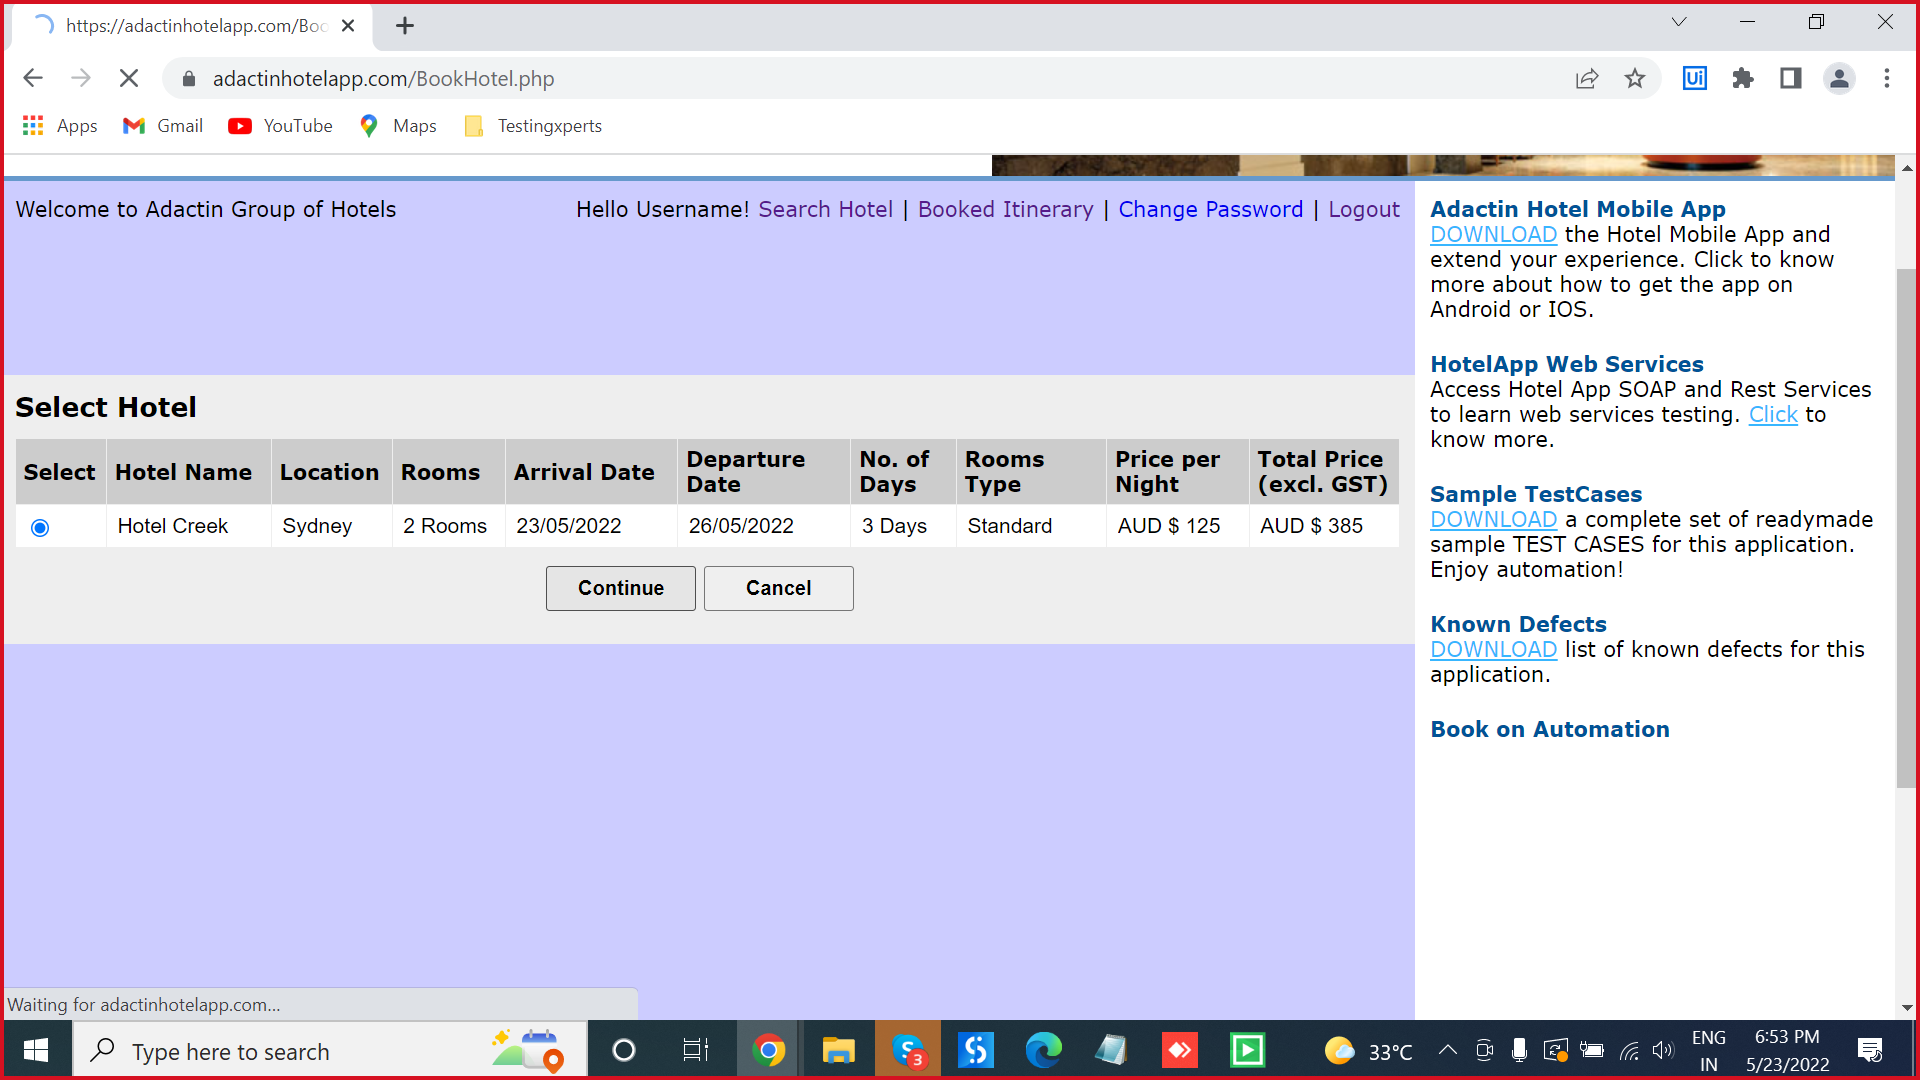 https://adactinhotelapp.com/Boo
adactinhotelapp.com/BookHotel.php
Ui
Apps
Gmail
YouTube
Maps
Testingxperts
Welcome to Adactin Group of Hotels
Hello Username! Search Hotel | Booked Itinerary | Change Password | Logout
Select Hotel
Select Hotel Name Location Rooms Arrival Date Departure Date No. of Days Rooms Type Price per Night Total Price (excl. GST)
Hotel Creek Sydney 2 Rooms 23/05/2022 26/05/2022 3 Days Standard AUD $ 125 AUD $ 385
Continue
Cancel
Adactin Hotel Mobile App
DOWNLOAD the Hotel Mobile App and
extend your experience. Click to know
more about how to get the app on
Android or IOS.
HotelApp Web Services
Access Hotel App SOAP and Rest Services
to learn web services testing. Click to
know more.
Sample TestCases
DOWNLOAD a complete set of readymade
sample TEST CASES for this application.
Enjoy automation!
Known Defects
DOWNLOAD list of known defects for this
application.
Book on Automation
Waiting for adactinhotelapp.com...
Type here to search
3
33°C
ENG
IN
6:53 PM
5/23/2022